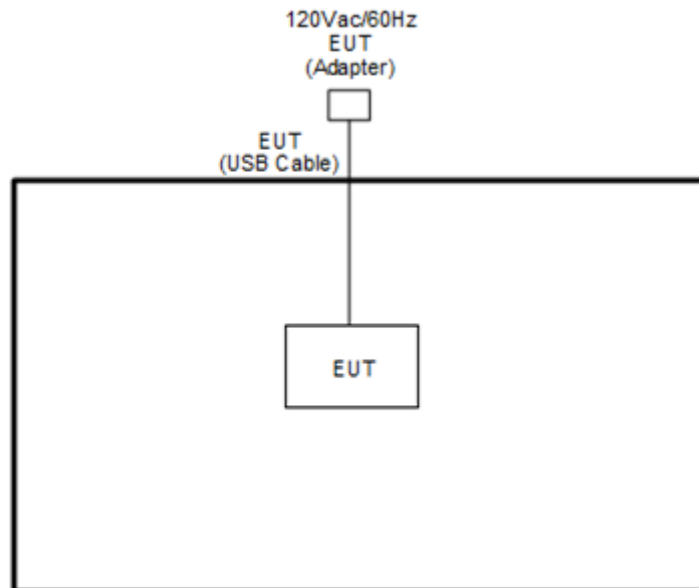 120Vac/60Hz
EUT
(Adapter)
EUT
(USB Cable)
EUT